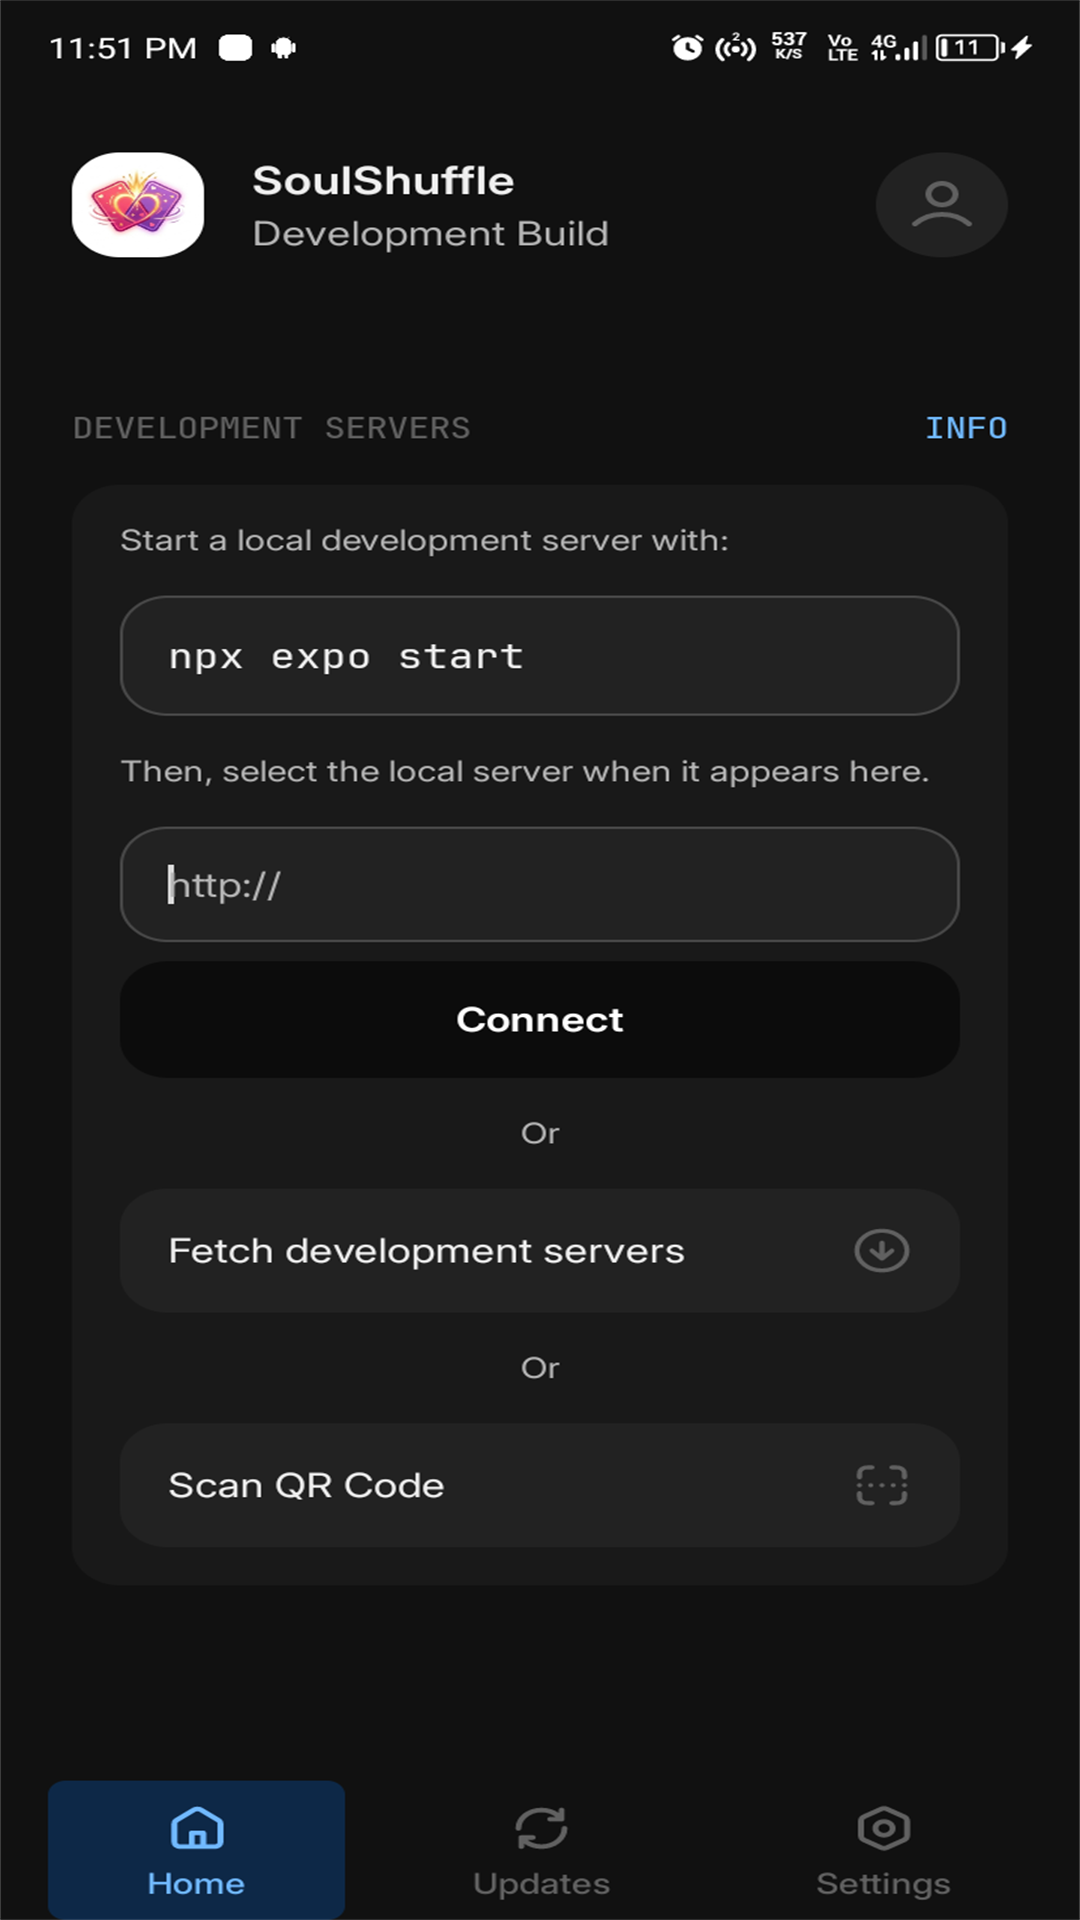 11:51 PM
2
537
K/S
Vo
LTE
4G
11
SoulShuffle
Development Build
DEVELOPMENT SERVERS INFO
Start a local development server with:
npx expo start
Then, select the local server when it appears here.
http://
Connect
Or
Fetch development servers
Or
Scan QR Code
Home Updates Settings